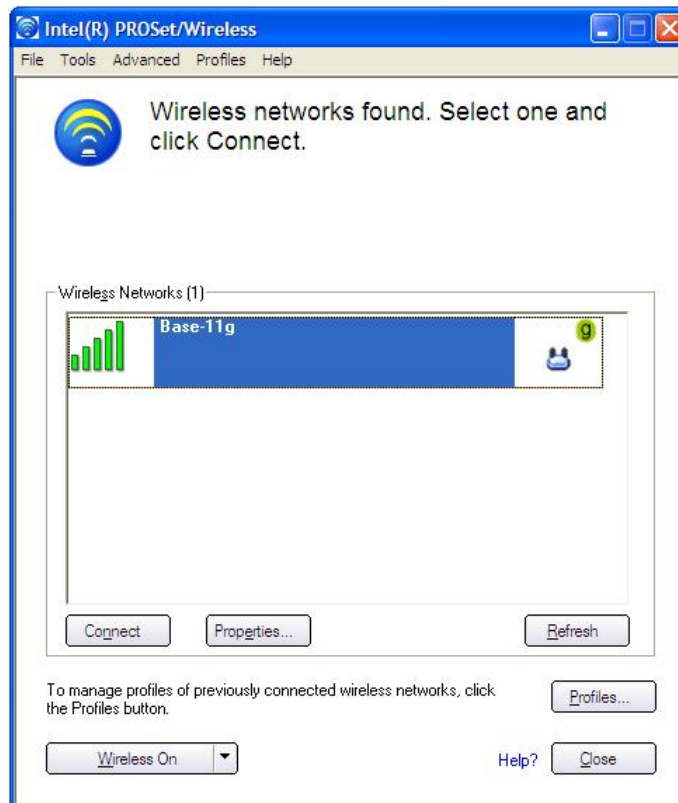 Intel(R) PROSet/Wireless
File Tools Advanced Profiles Help
Wireless networks found. Select one and
click Connect.
Wireless Networks (1)
Base-11g
g
Connect Properties... Refresh
To manage profiles of previously connected wireless networks, click
the Profiles button.
Profiles...
Wireless On Help? Close